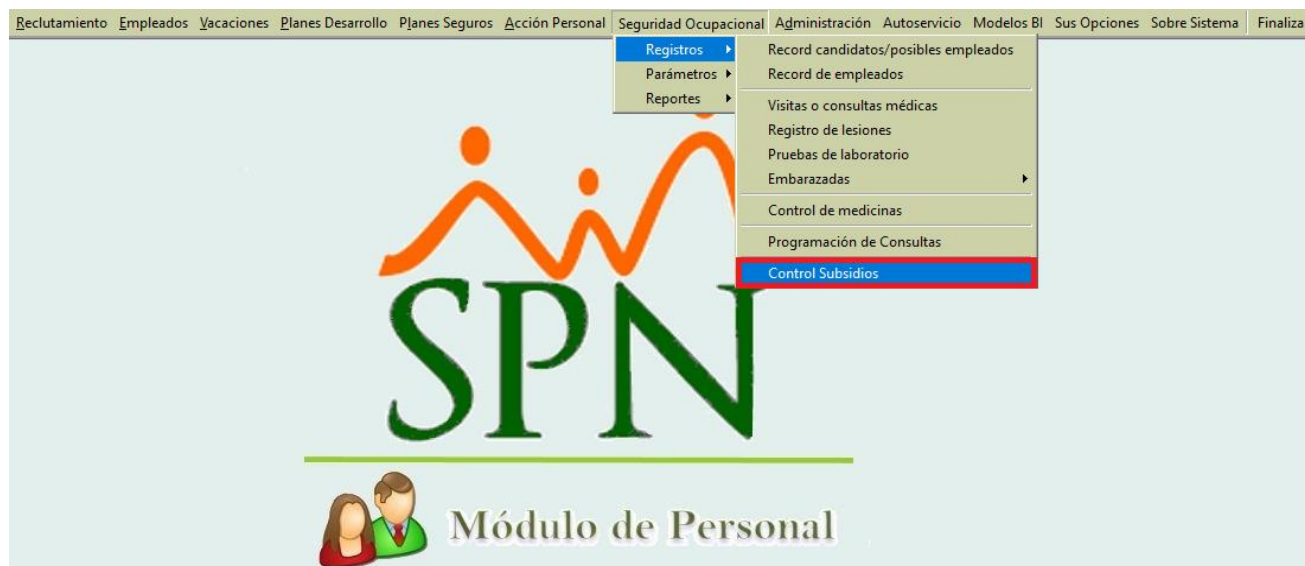 Reclutamiento Empleados Vacaciones Planes Desarrollo Planes Seguros Acción Personal Seguridad Ocupacional Administración Autoservicio Modelos BI Sus Opciones Sobre Sistema Finaliza
Registros
Parámetros
Reportes
Record candidatos/posibles empleados
Record de empleados
Visitas o consultas médicas
Registro de lesiones
Pruebas de laboratorio
Embarazadas
Control de medicinas
Programación de Consultas
Control Subsidios
SPN
Módulo de Personal